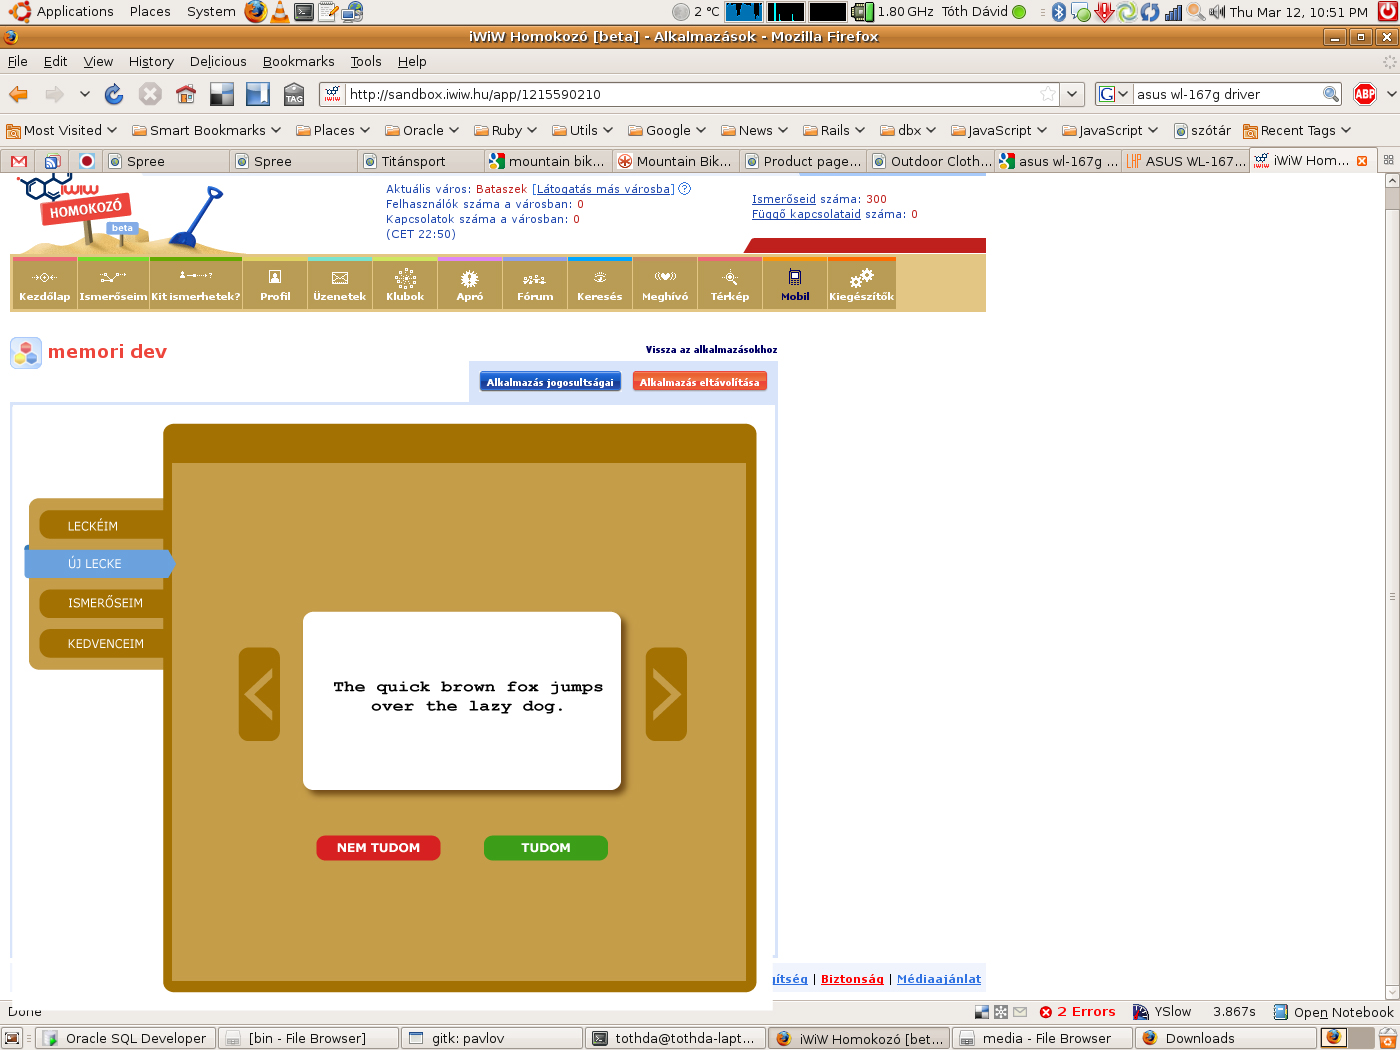 Applications Places System 2 °C 1.80 GHz Tóth Dávid Thu Mar 12, 10:51 PM
iWiW Homokozó [beta] - Alkalmazások - Mozilla Firefox
File Edit View History Delicious Bookmarks Tools Help
TAG iwiw http://sandbox.iwiw.hu/app/1215590210 G asus wl-167g driver ABP
Most Visited Smart Bookmarks Places Oracle Ruby Utils Google News Rails dbx JavaScript JavaScript szótár Recent Tags
Spree Spree Titánsport mountain bik... Mountain Bik... Product page... Outdoor Cloth... asus wl-167g ... ASUS WL-167... iWiW Hom...
iwiw
HOMOKOZÓ
beta
Aktuális város: Bataszek [Látogatás más városba] ?
Felhasználók száma a városban: 0
Kapcsolatok száma a városban: 0
(CET 22:50)
Ismerőseid száma: 300
Függő kapcsolataid száma: 0
Kezdőlap Ismerőseim Kit ismerhetek? Profil Üzenetek Klubok Apró Fórum Keresés Meghívó Térkép Mobil Kiegészítők
memori dev
Vissza az alkalmazásokhoz
Alkalmazás jogosultságai Alkalmazás eltávolítása
LECKÉIM
ÚJ LECKE
ISMERŐSEIM
KEDVENCEIM
The quick brown fox jumps
over the lazy dog.
NEM TUDOM TUDOM
gítség | Biztonság | Médiaajánlat
Done 2 Errors YSlow 3.867s Open Notebook
Oracle SQL Developer [bin - File Browser] gitk: pavlov tothda@tothda-lapt... iWiW Homokozó [bet... media - File Browser Downloads